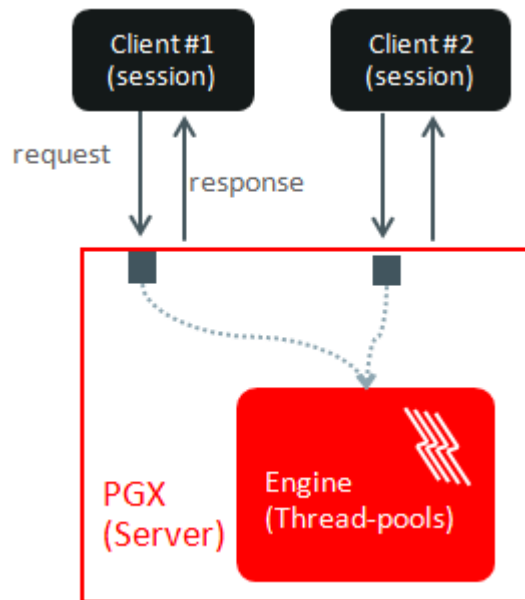 Client #1
(session)
Client #2
(session)
request
response
PGX
(Server)
Engine
(Thread-pools)